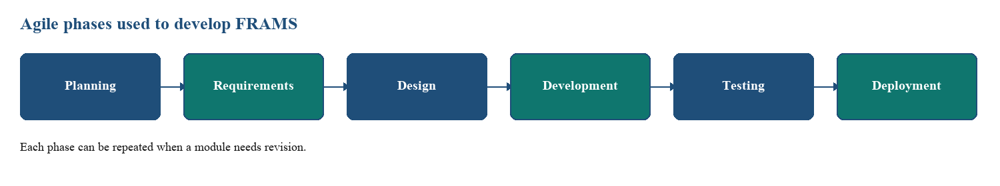 Agile phases used to develop FRAMS
Planning
Requirements
Design
Development
Testing
Deployment
Each phase can be repeated when a module needs revision.